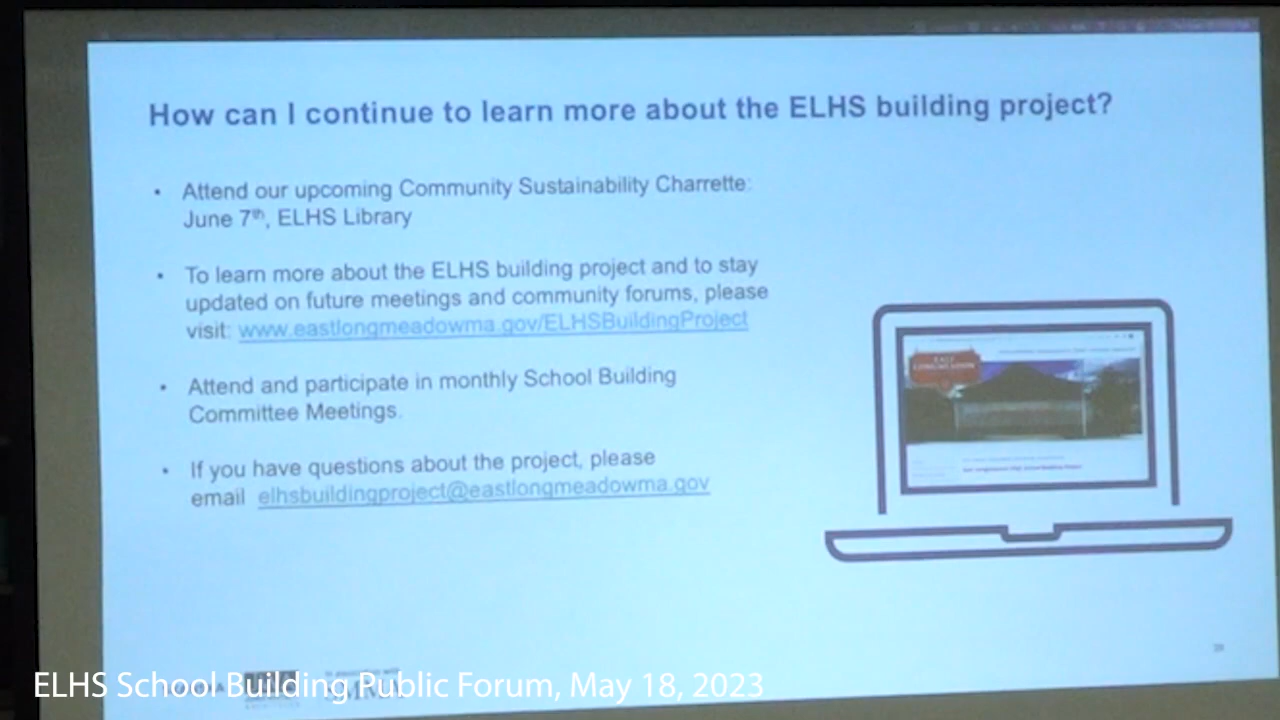 How can I continue to learn more about the ELHS building project?
• Attend our upcoming Community Sustainability Charrette:
June 7th, ELHS Library
• To learn more about the ELHS building project and to stay
updated on future meetings and community forums, please
visit: www.eastlongmeadowma.gov/ELHSBuildingProject
• Attend and participate in monthly School Building
Committee Meetings.
• If you have questions about the project, please
email elhsbuildingproject@eastlongmeadowma.gov
EAST
LONGMEADOW
ELHS School Building Public Forum, May 18, 2023